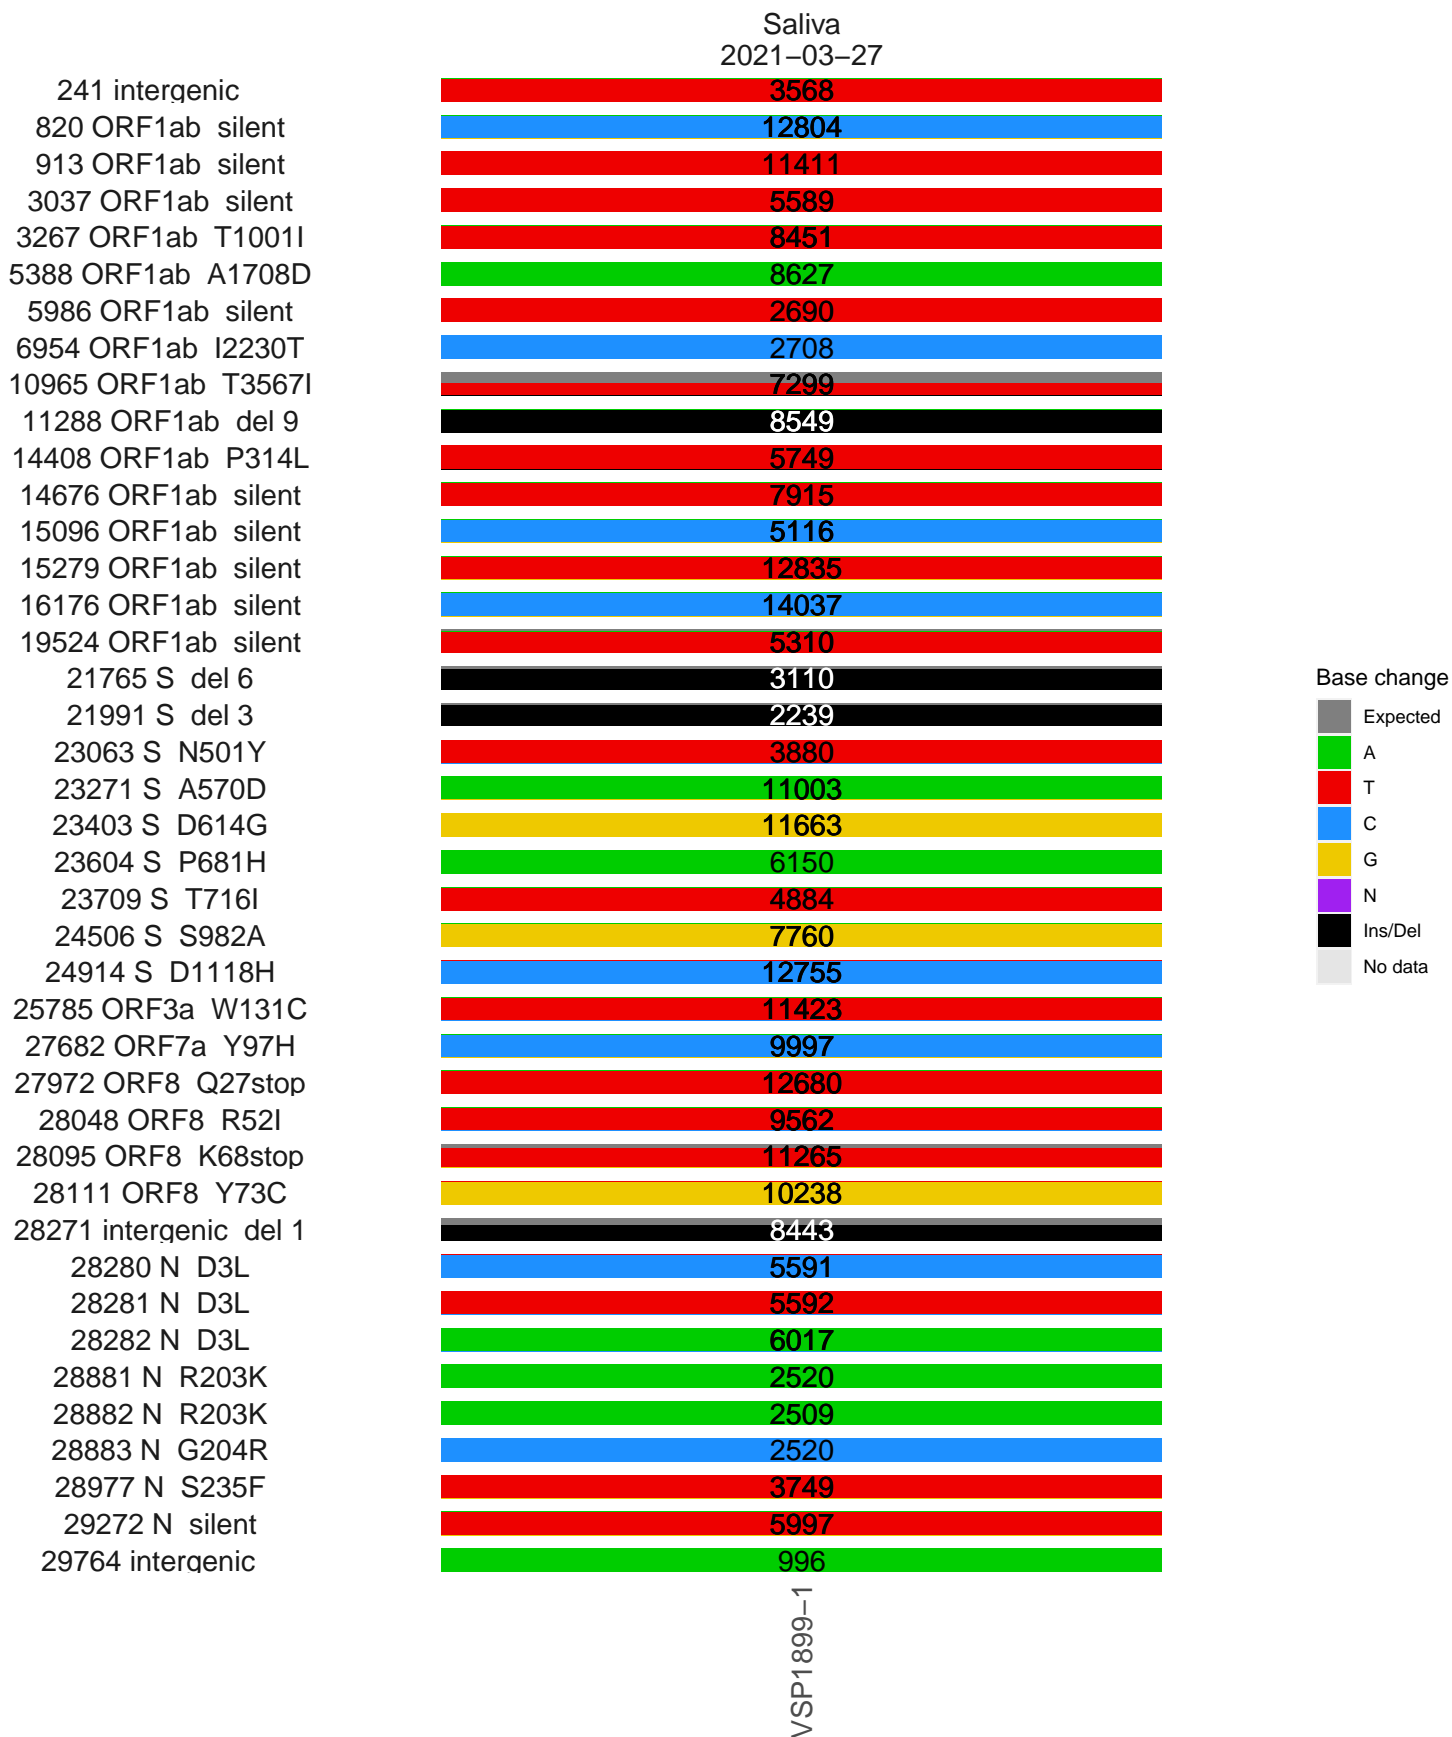 Saliva
2021−03−27
241 intergenic 3568
820 ORF1ab silent 12804
913 ORF1ab silent 11411
3037 ORF1ab silent 5589
3267 ORF1ab T1001I 8451
5388 ORF1ab A1708D 8627
5986 ORF1ab silent 2690
6954 ORF1ab I2230T 2708
10965 ORF1ab T3567I 7299
11288 ORF1ab del 9 8549
14408 ORF1ab P314L 5749
14676 ORF1ab silent 7915
15096 ORF1ab silent 5116
15279 ORF1ab silent 12835
16176 ORF1ab silent 14037
19524 ORF1ab silent 5310
21765 S del 6 3110
21991 S del 3 2239
23063 S N501Y 3880
23271 S A570D 11003
23403 S D614G 11663
23604 S P681H 6150
23709 S T716I 4884
24506 S S982A 7760
24914 S D1118H 12755
25785 ORF3a W131C 11423
27682 ORF7a Y97H 9997
27972 ORF8 Q27stop 12680
28048 ORF8 R52I 9562
28095 ORF8 K68stop 11265
28111 ORF8 Y73C 10238
28271 intergenic del 1 8443
28280 N D3L 5591
28281 N D3L 5592
28282 N D3L 6017
28881 N R203K 2520
28882 N R203K 2509
28883 N G204R 2520
28977 N S235F 3749
29272 N silent 5997
29764 intergenic 996
VSP1899−1
Base change
Expected
A
T
C
G
N
Ins/Del
No data